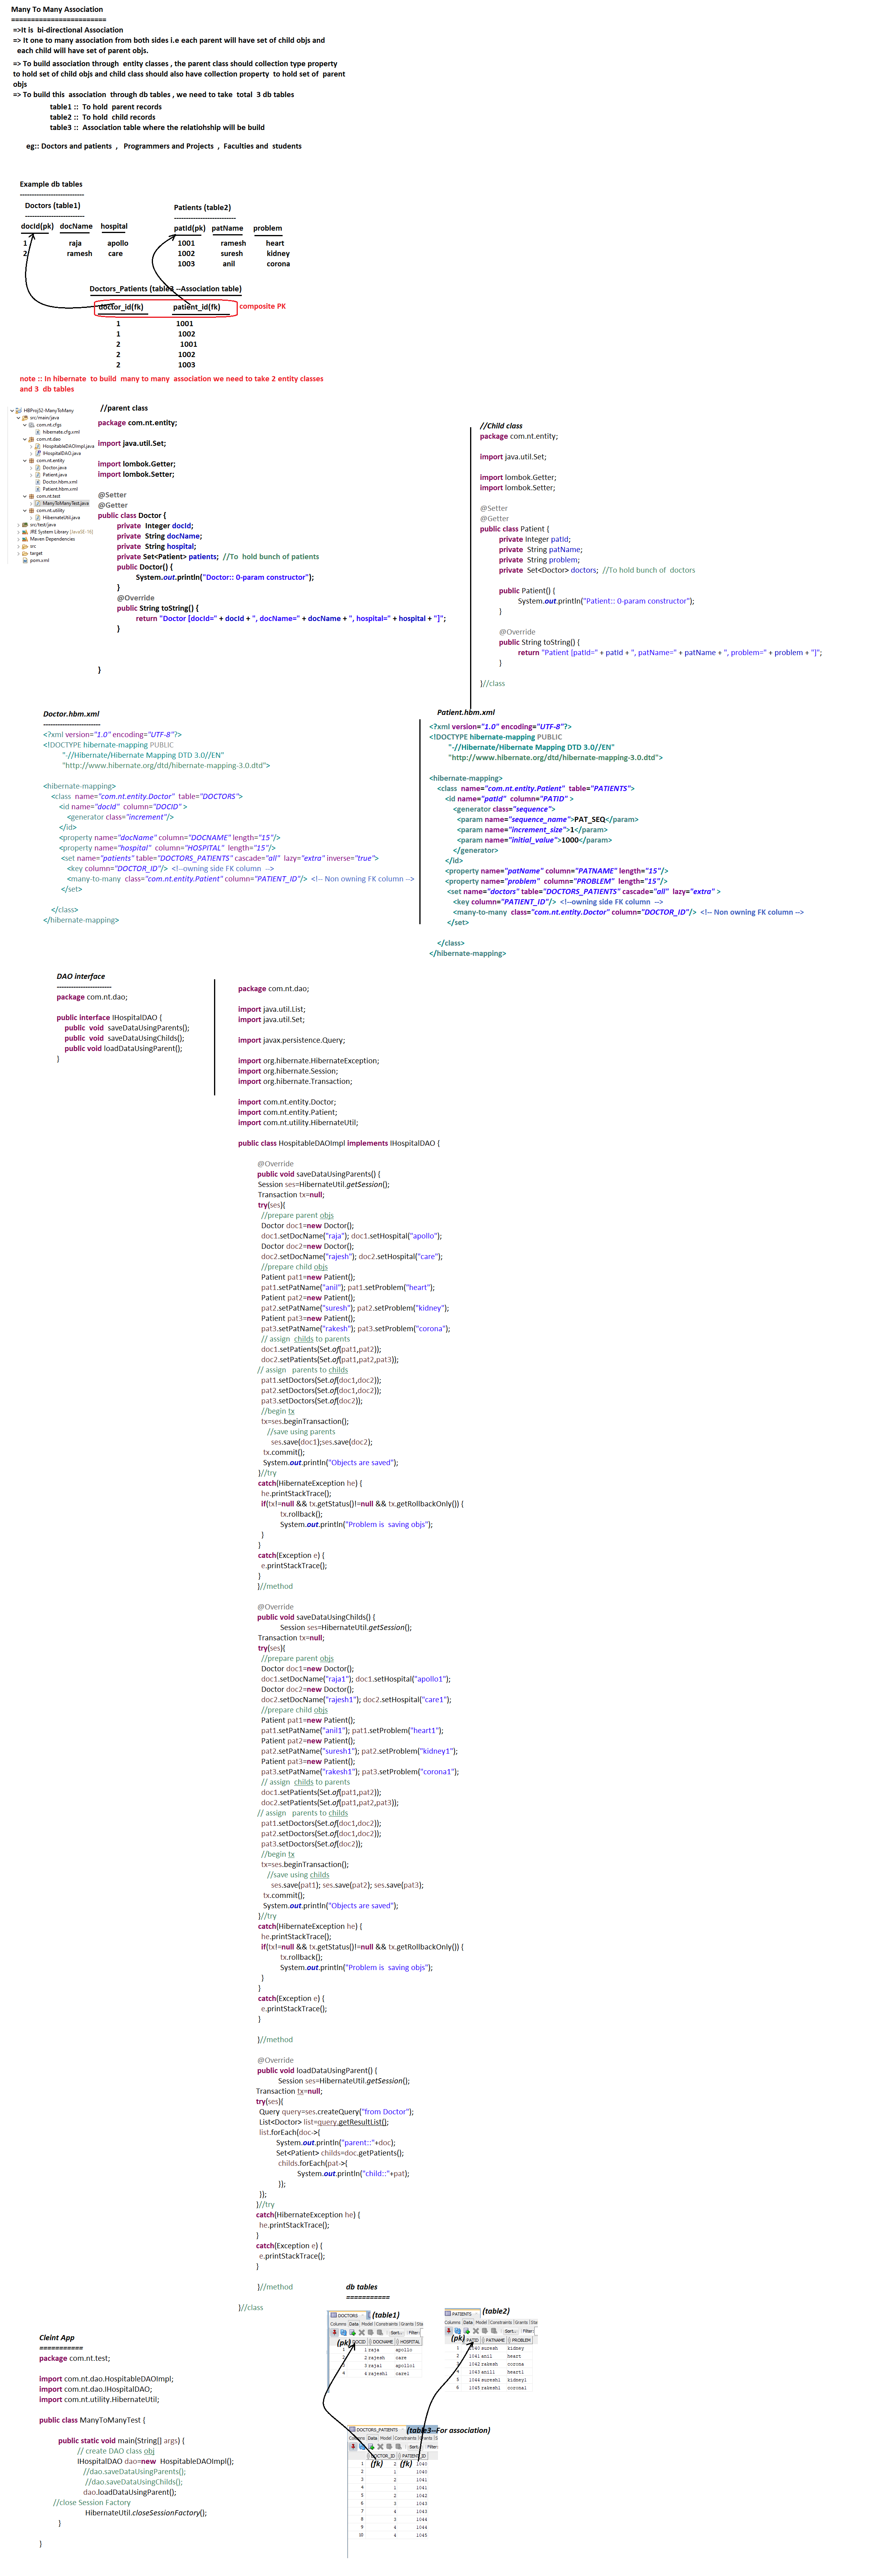 Many To Many Association
========================
=>It is  bi-directional Association
=> It one to many association from both sides i.e each parent will have set of child objs and
each child will have set of parent objs.
=> To build association through  entity classes , the parent class should collection type property
to hold set of child objs and child class should also have collection property  to hold set of  parent
objs
=> To build this  association  through db tables , we need to take  total  3 db tables
table1 ::  To hold  parent records
table2 ::  To hold  child records
table3 ::  Association table where the relatiohship will be build
eg:: Doctors and patients  ,   Programmers and Projects  ,  Faculties and  students
Example db tables
---------------------------
Doctors (table1)
-------------------------
docId(pk)   docName   hospital
1   raja   apollo
2   ramesh   care
Patients (table2)
--------------------------
patId(pk)   patName   problem
1001   ramesh   heart
1002   suresh   kidney
1003   anil   corona
Doctors_Patients (table3 --Association table)
doctor_id(fk)   patient_id(fk)   composite PK
1   1001
1   1002
2   1001
2   1002
2   1003
note :: In hibernate  to build  many to many  association we need to take 2 entity classes
and 3  db tables
HBProj52-ManyToMany
src/main/java
com.nt.cfgs
hibernate.cfg.xml
com.nt.dao
HospitableDAOImpl.java
IHospitalDAO.java
com.nt.entity
Doctor.java
Patient.java
Doctor.hbm.xml
Patient.hbm.xml
com.nt.test
ManyToManyTest.java
com.nt.utility
HibernateUtil.java
src/test/java
JRE System Library [JavaSE-16]
Maven Dependencies
src
target
pom.xml
//parent class
package com.nt.entity;
import java.util.Set;
import lombok.Getter;
import lombok.Setter;
@Setter
@Getter
public class Doctor {
private  Integer docId;
private  String docName;
private  String hospital;
private Set<Patient> patients;  //To  hold bunch of patients
public Doctor() {
System.out.println("Doctor:: 0-param constructor");
}
@Override
public String toString() {
return "Doctor [docId=" + docId + ", docName=" + docName + ", hospital=" + hospital + "]";
}
}
//Child class
package com.nt.entity;
import java.util.Set;
import lombok.Getter;
import lombok.Setter;
@Setter
@Getter
public class Patient {
private Integer patId;
private  String patName;
private  String problem;
private  Set<Doctor> doctors;  //To hold bunch of  doctors
public Patient() {
System.out.println("Patient:: 0-param constructor");
}
@Override
public String toString() {
return "Patient [patId=" + patId + ", patName=" + patName + ", problem=" + problem + "]";
}
}//class
Doctor.hbm.xml
------------------------
<?xml version="1.0" encoding="UTF-8"?>
<!DOCTYPE hibernate-mapping PUBLIC
"-//Hibernate/Hibernate Mapping DTD 3.0//EN"
"http://www.hibernate.org/dtd/hibernate-mapping-3.0.dtd">
<hibernate-mapping>
<class  name="com.nt.entity.Doctor"  table="DOCTORS">
<id name="docId"  column="DOCID" >
<generator class="increment"/>
</id>
<property name="docName" column="DOCNAME" length="15"/>
<property name="hospital"  column="HOSPITAL"  length="15"/>
<set name="patients" table="DOCTORS_PATIENTS" cascade="all"  lazy="extra" inverse="true">
<key column="DOCTOR_ID"/>  <!--owning side FK column  -->
<many-to-many  class="com.nt.entity.Patient" column="PATIENT_ID"/>  <!-- Non owning FK column -->
</set>
</class>
</hibernate-mapping>
Patient.hbm.xml
<?xml version="1.0" encoding="UTF-8"?>
<!DOCTYPE hibernate-mapping PUBLIC
"-//Hibernate/Hibernate Mapping DTD 3.0//EN"
"http://www.hibernate.org/dtd/hibernate-mapping-3.0.dtd">
<hibernate-mapping>
<class  name="com.nt.entity.Patient"  table="PATIENTS">
<id name="patId"  column="PATID" >
<generator class="sequence">
<param name="sequence_name">PAT_SEQ</param>
<param name="increment_size">1</param>
<param name="initial_value">1000</param>
</generator>
</id>
<property name="patName" column="PATNAME" length="15"/>
<property name="problem"  column="PROBLEM"  length="15"/>
<set name="doctors" table="DOCTORS_PATIENTS" cascade="all"  lazy="extra" >
<key column="PATIENT_ID"/>  <!--owning side FK column  -->
<many-to-many  class="com.nt.entity.Doctor" column="DOCTOR_ID"/>  <!-- Non owning FK column -->
</set>
</class>
</hibernate-mapping>
DAO interface
-----------------------
package com.nt.dao;
public interface IHospitalDAO {
public  void  saveDataUsingParents();
public  void  saveDataUsingChilds();
public void loadDataUsingParent();
}
package com.nt.dao;
import java.util.List;
import java.util.Set;
import javax.persistence.Query;
import org.hibernate.HibernateException;
import org.hibernate.Session;
import org.hibernate.Transaction;
import com.nt.entity.Doctor;
import com.nt.entity.Patient;
import com.nt.utility.HibernateUtil;
public class HospitableDAOImpl implements IHospitalDAO {
@Override
public void saveDataUsingParents() {
Session ses=HibernateUtil.getSession();
Transaction tx=null;
try(ses){
//prepare parent objs
Doctor doc1=new Doctor();
doc1.setDocName("raja"); doc1.setHospital("apollo");
Doctor doc2=new Doctor();
doc2.setDocName("rajesh"); doc2.setHospital("care");
//prepare child objs
Patient pat1=new Patient();
pat1.setPatName("anil"); pat1.setProblem("heart");
Patient pat2=new Patient();
pat2.setPatName("suresh"); pat2.setProblem("kidney");
Patient pat3=new Patient();
pat3.setPatName("rakesh"); pat3.setProblem("corona");
// assign  childs to parents
doc1.setPatients(Set.of(pat1,pat2));
doc2.setPatients(Set.of(pat1,pat2,pat3));
// assign   parents to childs
pat1.setDoctors(Set.of(doc1,doc2));
pat2.setDoctors(Set.of(doc1,doc2));
pat3.setDoctors(Set.of(doc2));
//begin tx
tx=ses.beginTransaction();
//save using parents
ses.save(doc1);ses.save(doc2);
tx.commit();
System.out.println("Objects are saved");
}//try
catch(HibernateException he) {
he.printStackTrace();
if(tx!=null && tx.getStatus()!=null && tx.getRollbackOnly()) {
tx.rollback();
System.out.println("Problem is  saving objs");
}
}
catch(Exception e) {
e.printStackTrace();
}
}//method
@Override
public void saveDataUsingChilds() {
Session ses=HibernateUtil.getSession();
Transaction tx=null;
try(ses){
//prepare parent objs
Doctor doc1=new Doctor();
doc1.setDocName("raja1"); doc1.setHospital("apollo1");
Doctor doc2=new Doctor();
doc2.setDocName("rajesh1"); doc2.setHospital("care1");
//prepare child objs
Patient pat1=new Patient();
pat1.setPatName("anil1"); pat1.setProblem("heart1");
Patient pat2=new Patient();
pat2.setPatName("suresh1"); pat2.setProblem("kidney1");
Patient pat3=new Patient();
pat3.setPatName("rakesh1"); pat3.setProblem("corona1");
// assign  childs to parents
doc1.setPatients(Set.of(pat1,pat2));
doc2.setPatients(Set.of(pat1,pat2,pat3));
// assign   parents to childs
pat1.setDoctors(Set.of(doc1,doc2));
pat2.setDoctors(Set.of(doc1,doc2));
pat3.setDoctors(Set.of(doc2));
//begin tx
tx=ses.beginTransaction();
//save using childs
ses.save(pat1); ses.save(pat2); ses.save(pat3);
tx.commit();
System.out.println("Objects are saved");
}//try
catch(HibernateException he) {
he.printStackTrace();
if(tx!=null && tx.getStatus()!=null && tx.getRollbackOnly()) {
tx.rollback();
System.out.println("Problem is  saving objs");
}
}
catch(Exception e) {
e.printStackTrace();
}
}//method
@Override
public void loadDataUsingParent() {
Session ses=HibernateUtil.getSession();
Transaction tx=null;
try(ses){
Query query=ses.createQuery("from Doctor");
List<Doctor> list=query.getResultList();
list.forEach(doc->{
System.out.println("parent::"+doc);
Set<Patient> childs=doc.getPatients();
childs.forEach(pat->{
System.out.println("child::"+pat);
});
});
}//try
catch(HibernateException he) {
he.printStackTrace();
}
catch(Exception e) {
e.printStackTrace();
}
}//method
}//class
db tables
===========
DOCTORS   (table1)
Columns Data Model Constraints Grants Sta
Sort.. Filter:
(pk)   DOCID   DOCNAME   HOSPITAL
1   1 raja   apollo
2   2 rajesh   care
3   3 raja1   apollo1
4   4 rajesh1   care1
PATIENTS   (table2)
Columns Data Model Constraints Grants Sta
Sort.. Filter:
(pk)   PATID   PATNAME   PROBLEM
1   1040 suresh   kidney
2   1041 anil   heart
3   1042 rakesh   corona
4   1043 anil1   heart1
5   1044 suresh1   kidney1
6   1045 rakesh1   corona1
DOCTORS_PATIENTS   (table3--For association)
Columns Data Model Constraints Grants
Sort.. Filter:
DOCTOR_ID   PATIENT_ID
(fk)   (fk)
1   2   1040
2   1   1040
3   2   1041
4   1   1041
5   2   1042
6   3   1043
7   4   1043
8   3   1044
9   4   1044
10   4   1045
Cleint App
===========
package com.nt.test;
import com.nt.dao.HospitableDAOImpl;
import com.nt.dao.IHospitalDAO;
import com.nt.utility.HibernateUtil;
public class ManyToManyTest {
public static void main(String[] args) {
// create DAO class obj
IHospitalDAO dao=new  HospitableDAOImpl();
//dao.saveDataUsingParents();
//dao.saveDataUsingChilds();
dao.loadDataUsingParent();
//close Session Factory
HibernateUtil.closeSessionFactory();
}
}